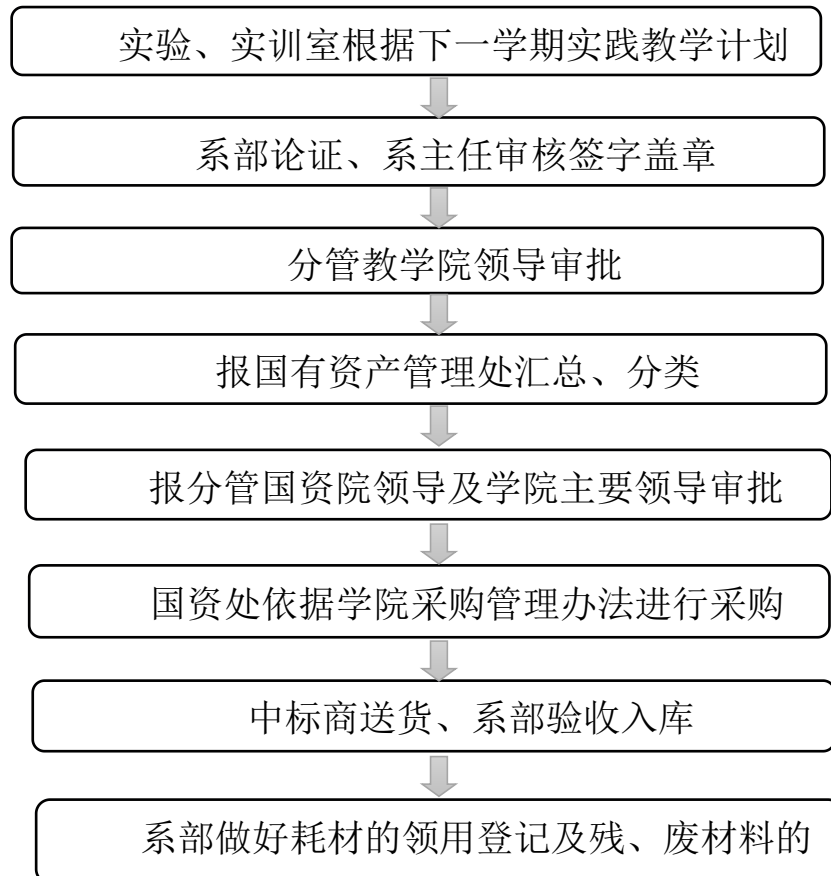 实验、实训室根据下一学期实践教学计划
系部论证、系主任审核签字盖章
分管教学院领导审批
报国有资产管理处汇总、分类
报分管国资院领导及学院主要领导审批
国资处依据学院采购管理办法进行采购
中标商送货、系部验收入库
系部做好耗材的领用登记及残、废材料的